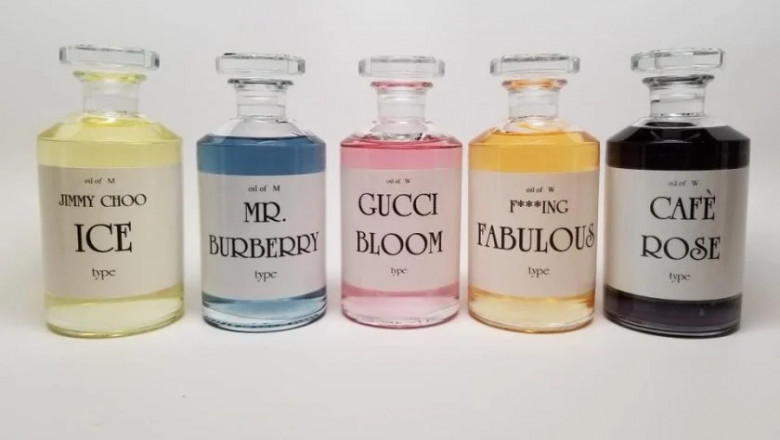 oil of M
JIMMY CHOO
ICE
type
oil of M
MR.
BURBERRY
type
oil of W
GUCCI
BLOOM
type
oil of W
F***ING
FABULOUS
type
oil of W
CAFÈ
ROSE
type